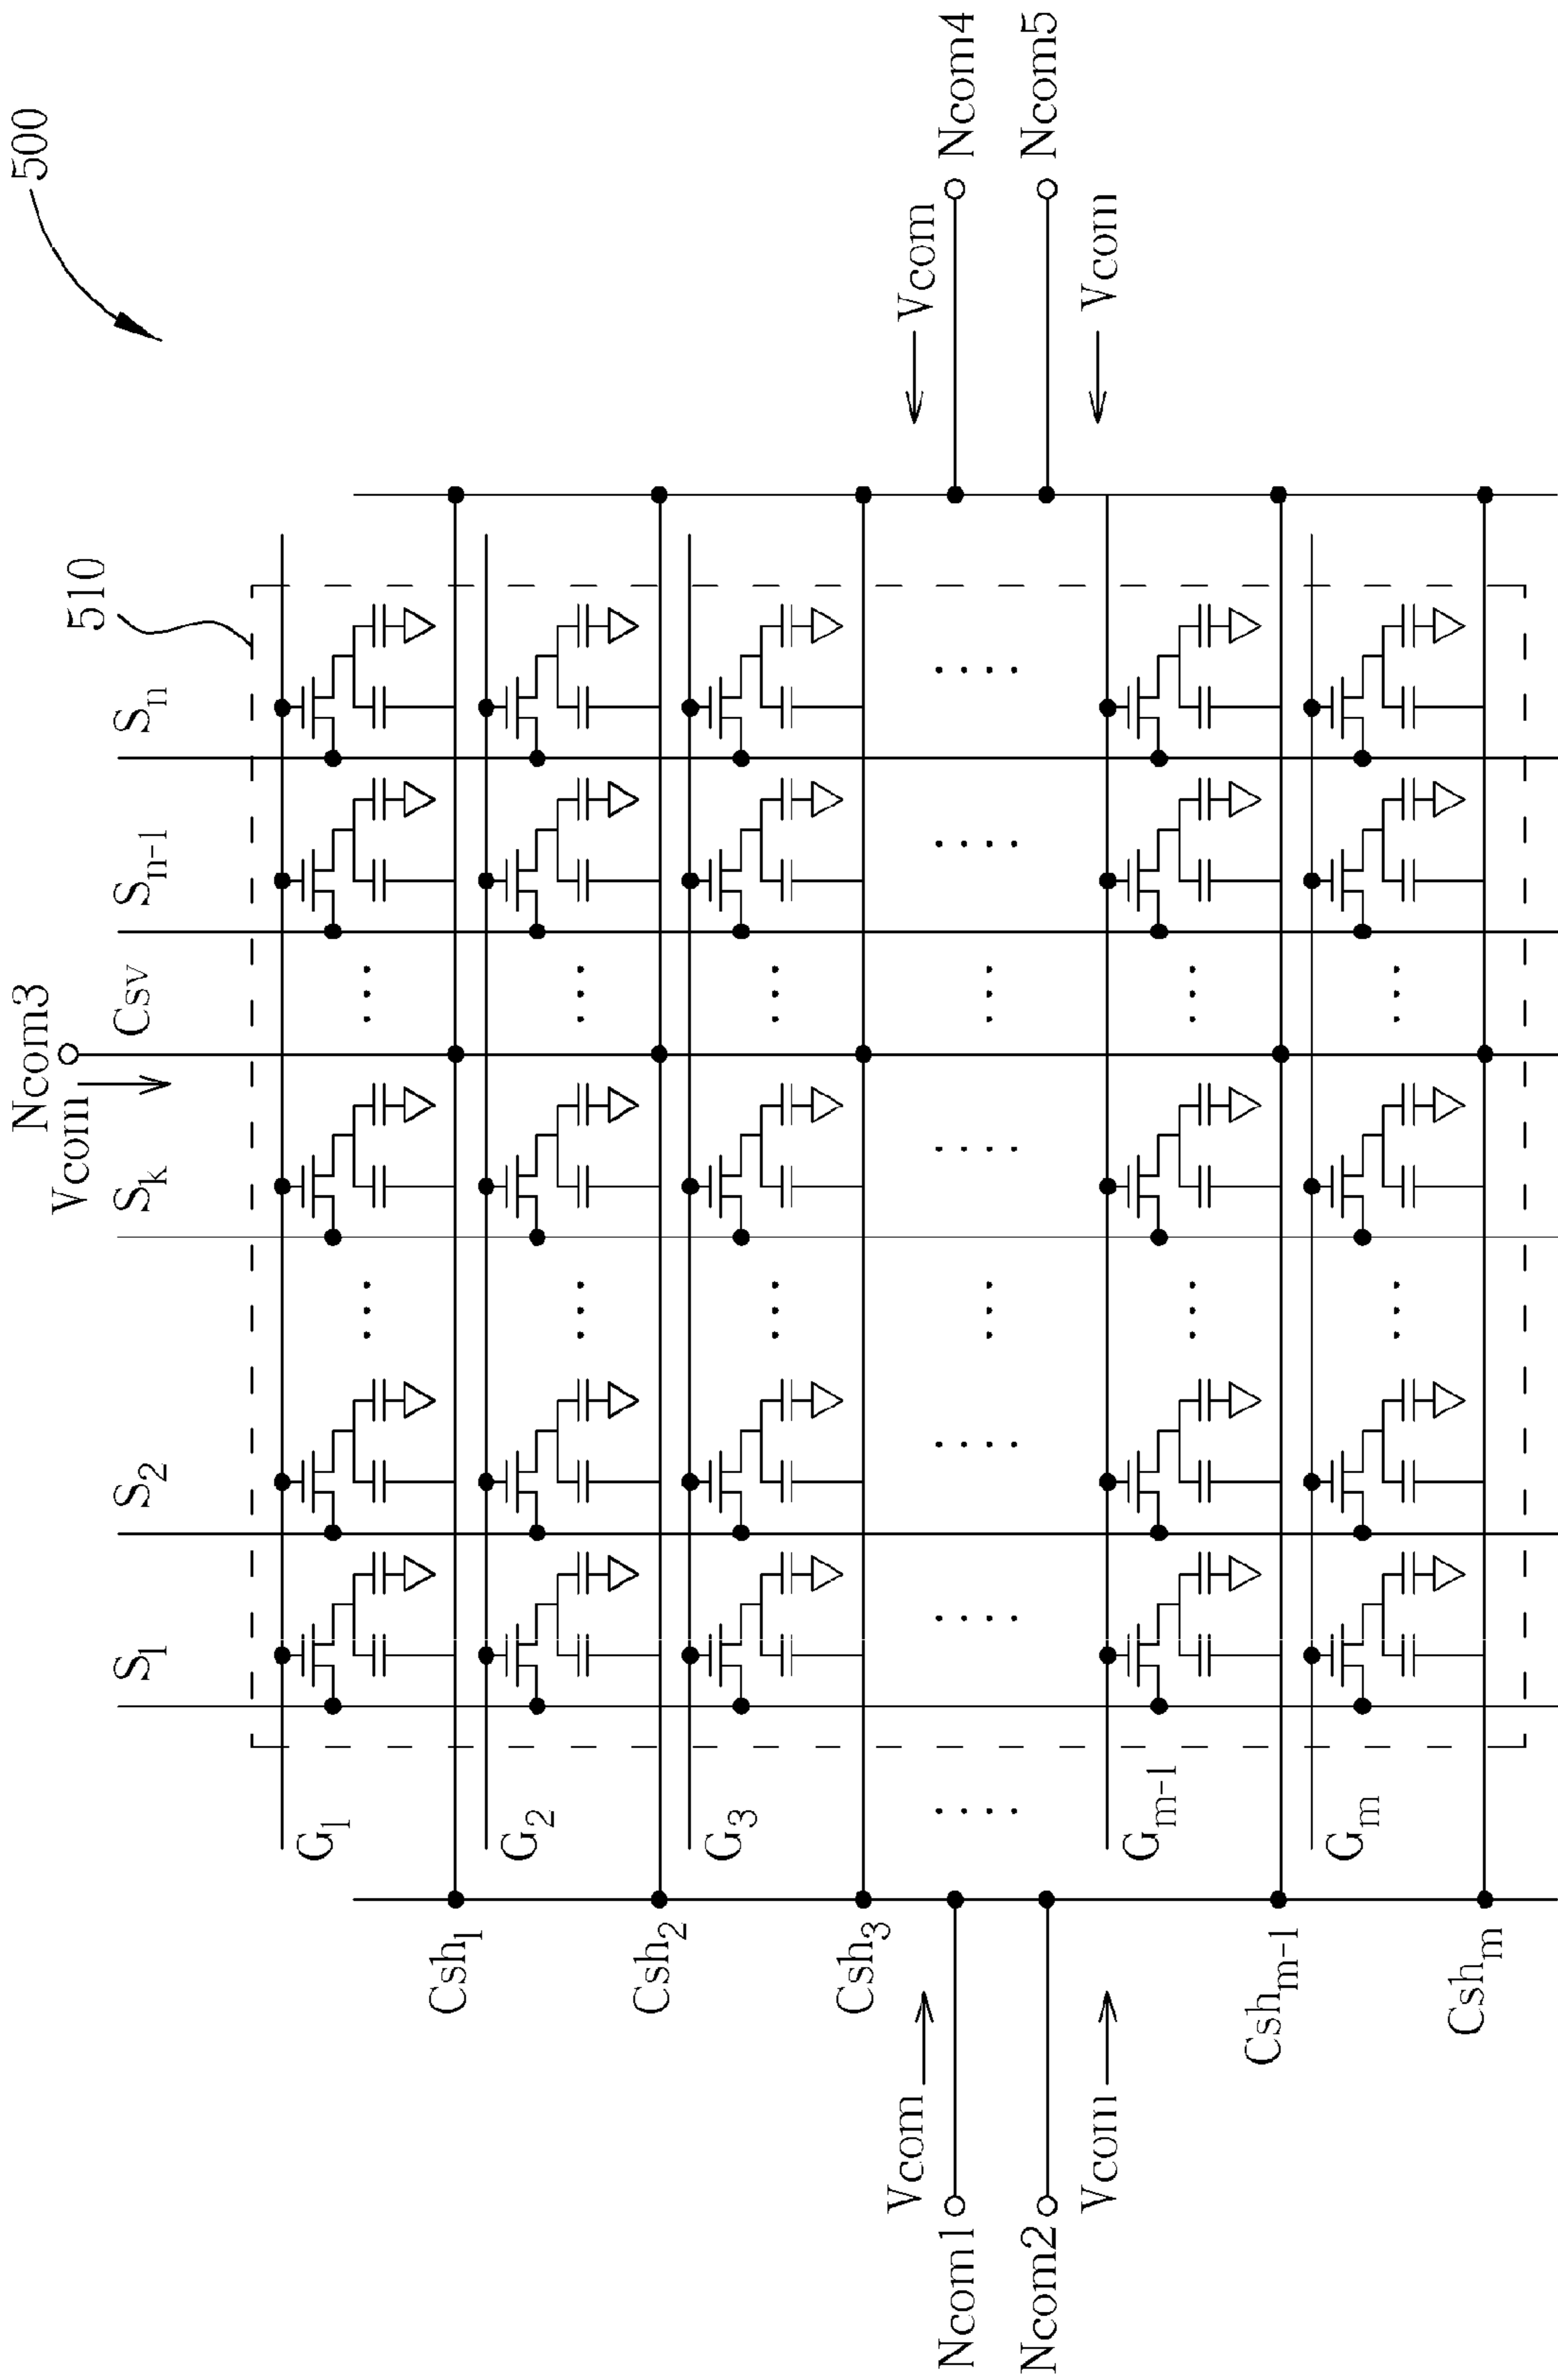 500
510
Ncom3
Vcom
S1
S2
Sk
Csv
Sn-1
Sn
G1
Csh1
G2
Csh2
G3
Csh3
Vcom
Vcom
Ncom1
Ncom4
Ncom2
Ncom5
Vcom
Vcom
Gm-1
Cshm-1
Gm
Cshm